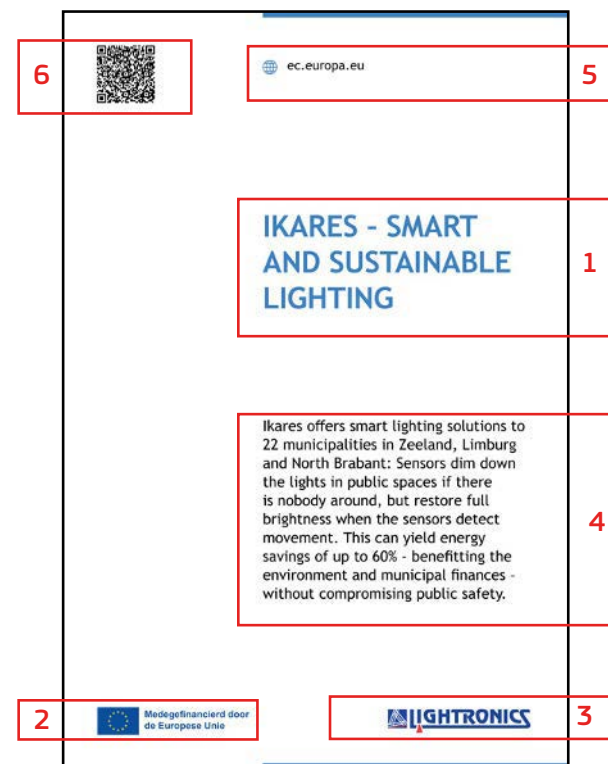 6
ec.europa.eu
5
IKARES - SMART
AND SUSTAINABLE
LIGHTING
1
Ikares offers smart lighting solutions to
22 municipalities in Zeeland, Limburg
and North Brabant: Sensors dim down
the lights in public spaces if there
is nobody around, but restore full
brightness when the sensors detect
movement. This can yield energy
savings of up to 60% - benefitting the
environment and municipal finances -
without compromising public safety.
4
2
Medegefinancierd door
de Europese Unie
LIGHTRONICS
3